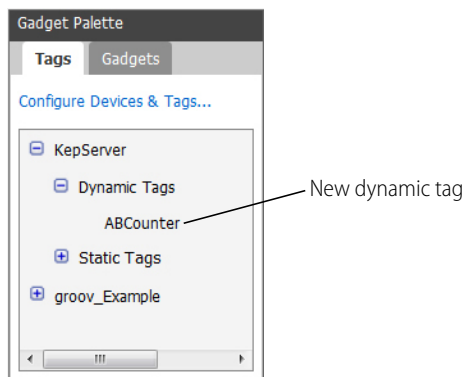 Gadget Palette
Tags Gadgets
Configure Devices & Tags...
KepServer
Dynamic Tags
ABCounter
New dynamic tag
Static Tags
groov_Example